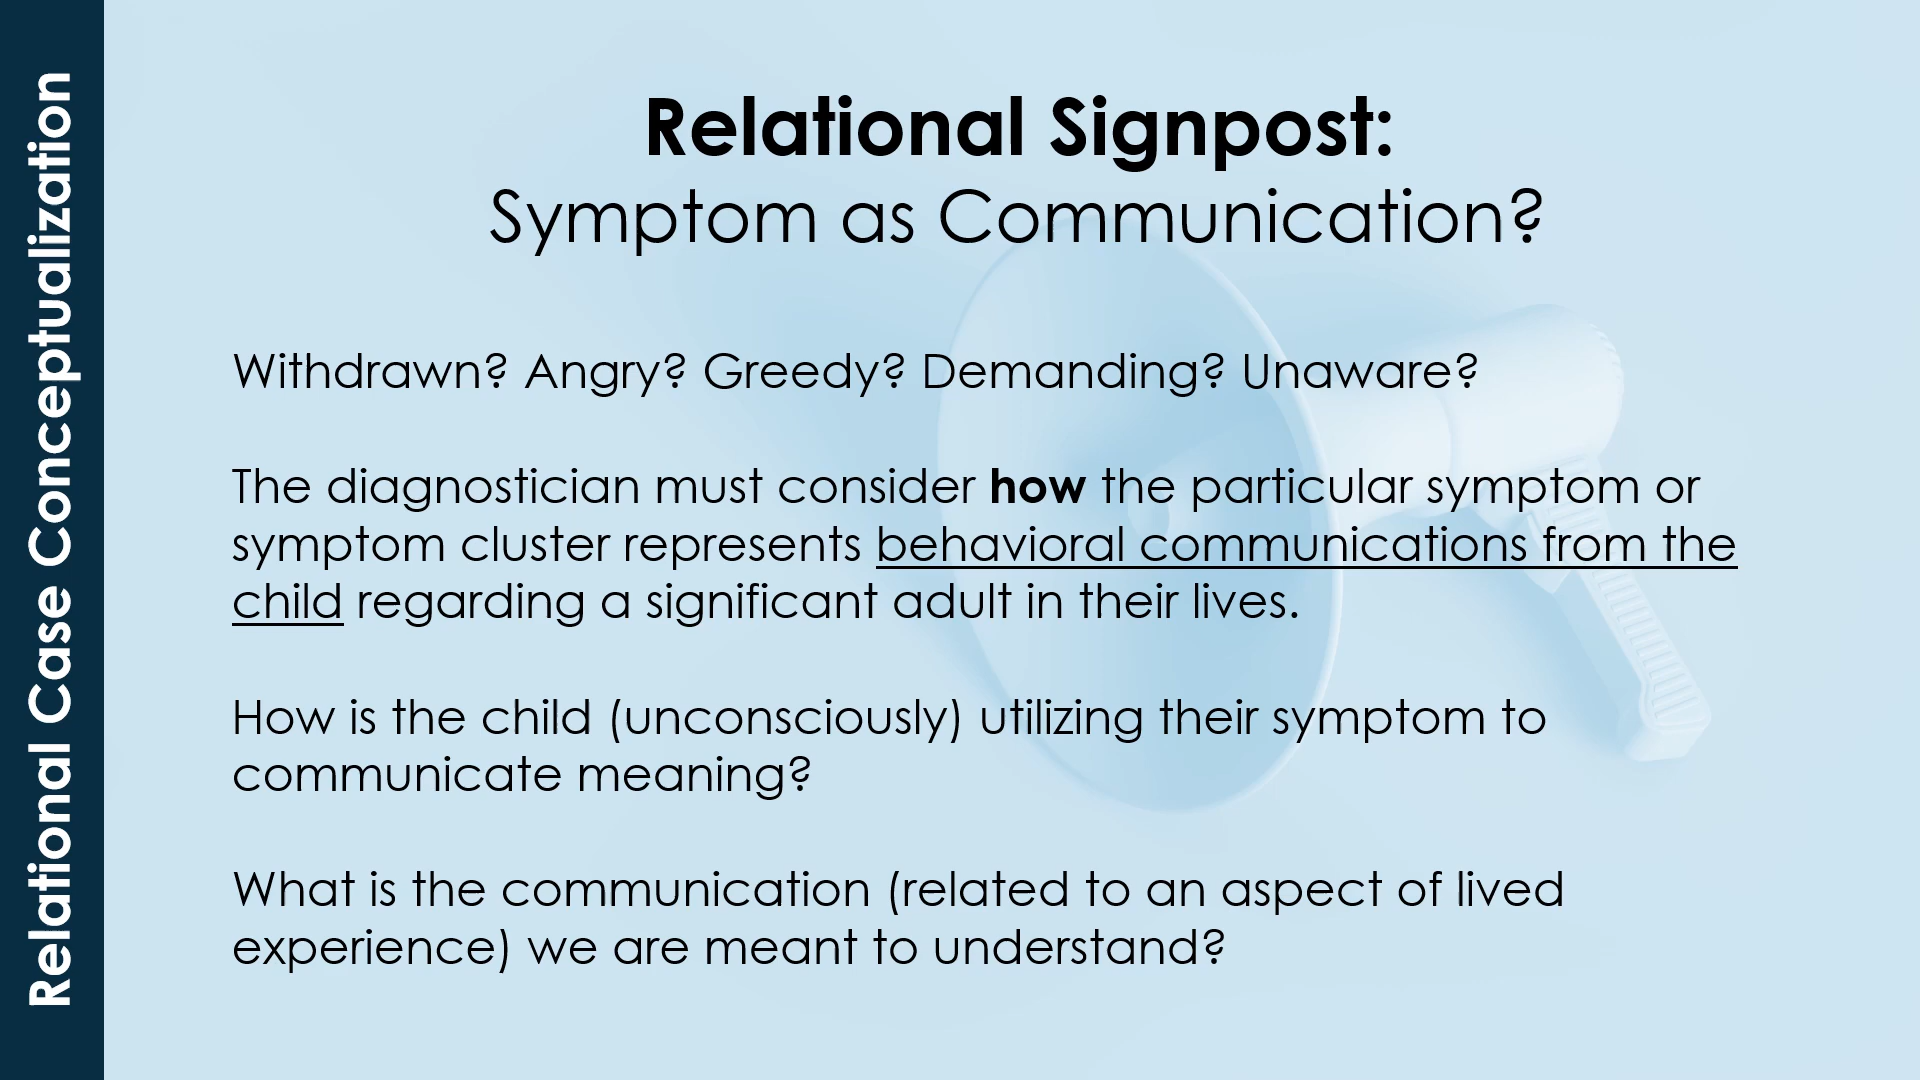 Relational Case Conceptualization
Relational Signpost:
Symptom as Communication?
Withdrawn? Angry? Greedy? Demanding? Unaware?
The diagnostician must consider how the particular symptom or
symptom cluster represents behavioral communications from the
child regarding a significant adult in their lives.
How is the child (unconsciously) utilizing their symptom to
communicate meaning?
What is the communication (related to an aspect of lived
experience) we are meant to understand?